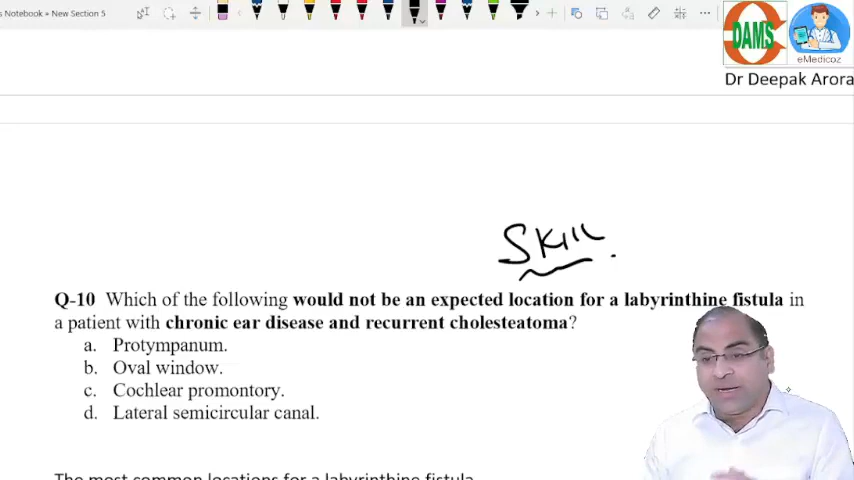 s Notebook » New Section 5
DAMS
eMedicoz
Dr Deepak Arora
Skill.
Q-10 Which of the following would not be an expected location for a labyrinthine fistula in
a patient with chronic ear disease and recurrent cholesteatoma?
a. Protympanum.
b. Oval window.
c. Cochlear promontory.
d. Lateral semicircular canal.
The most common locations for a labyrinthine fistula